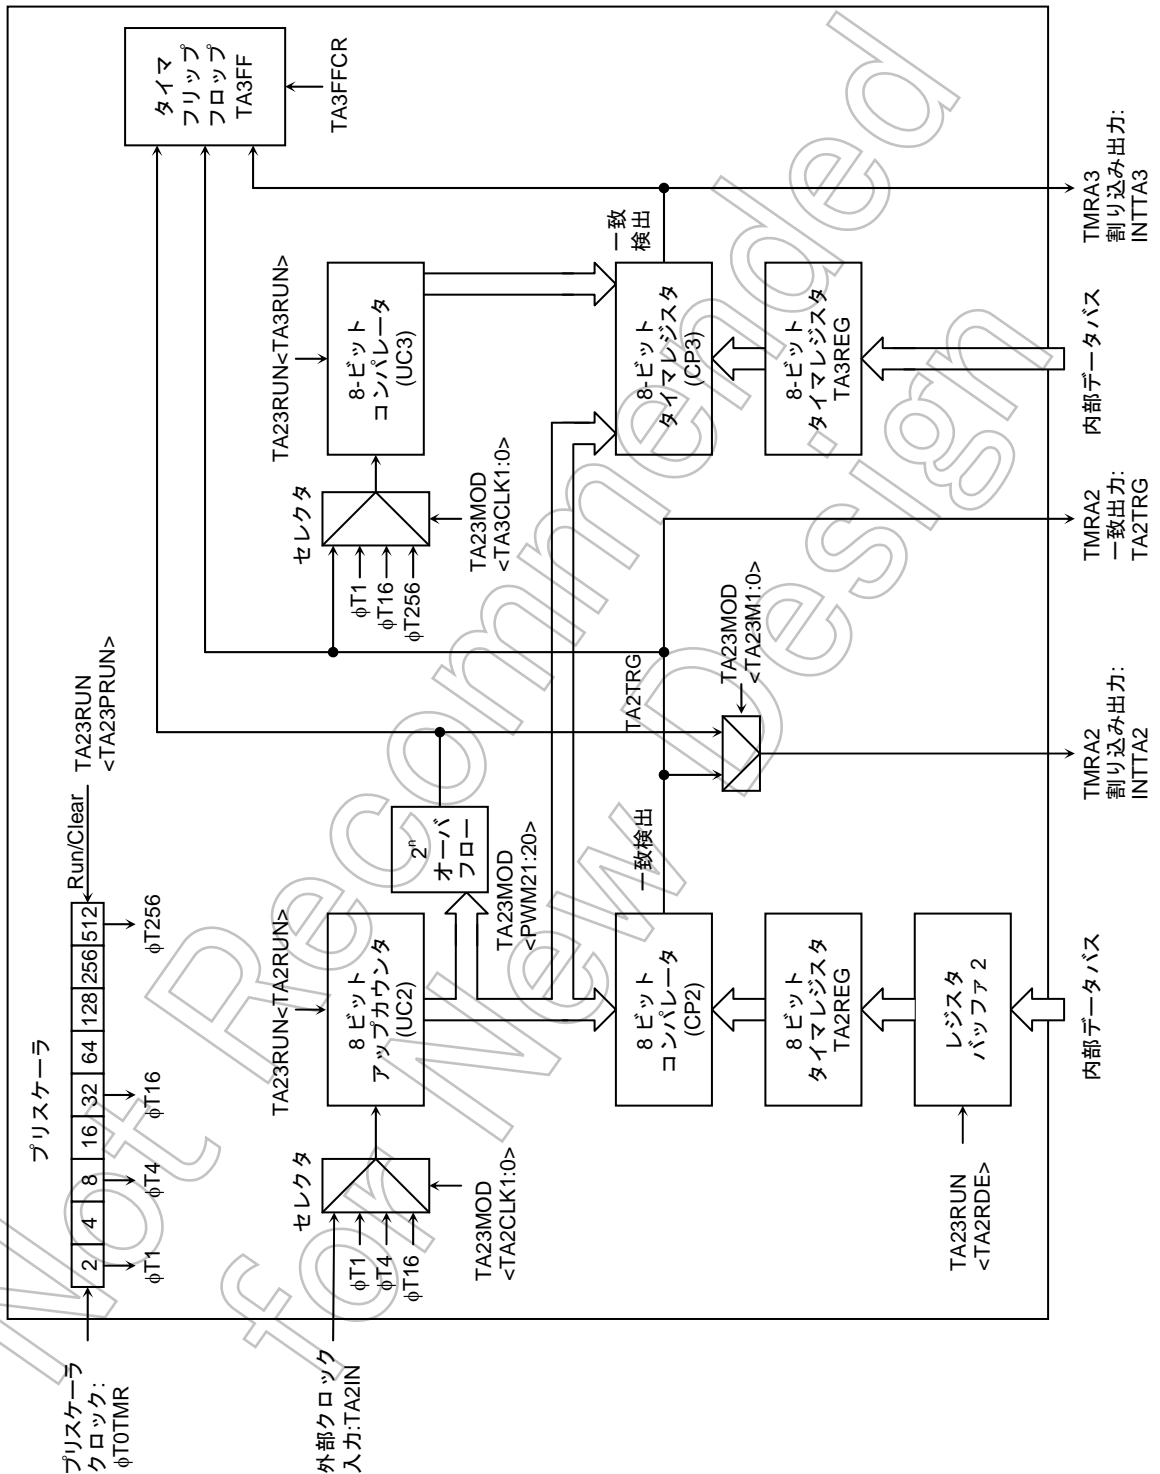 プリスケーラ
クロック:
φT0TMR
プリスケーラ
2
4
8
16
32
64
128
256
512
φT1
φT4
φT16
φT256
Run/Clear
TA23RUN
<TA23PRUN>
外部クロック
入力:TA2IN
セレクタ
φT1
φT4
φT16
TA23MOD
<TA2CLK1:0>
TA23RUN<TA2RUN>
8 ビット
アップカウンタ
(UC2)
2n
オーバ
フロー
TA23MOD
<PWM21:20>
セレクタ
φT1
φT16
φT256
TA23MOD
<TA3CLK1:0>
TA23RUN<TA3RUN>
8-ビット
コンパレータ
(UC3)
タイマ
フリップ
フロップ
TA3FF
TA3FFCR
8 ビット
コンパレータ
(CP2)
一致検出
TA2TRG
TA23MOD
<TA23M1:0>
8-ビット
タイマレジスタ
(CP3)
一致
検出
8 ビット
タイマレジスタ
TA2REG
8-ビット
タイマレジスタ
TA3REG
レジスタ
バッファ 2
TA23RUN
<TA2RDE>
内部データバス
TMRA2
割り込み出力:
INTTA2
TMRA2
一致出力:
TA2TRG
内部データバス
TMRA3
割り込み出力:
INTTA3
Not Recommended
for New Design